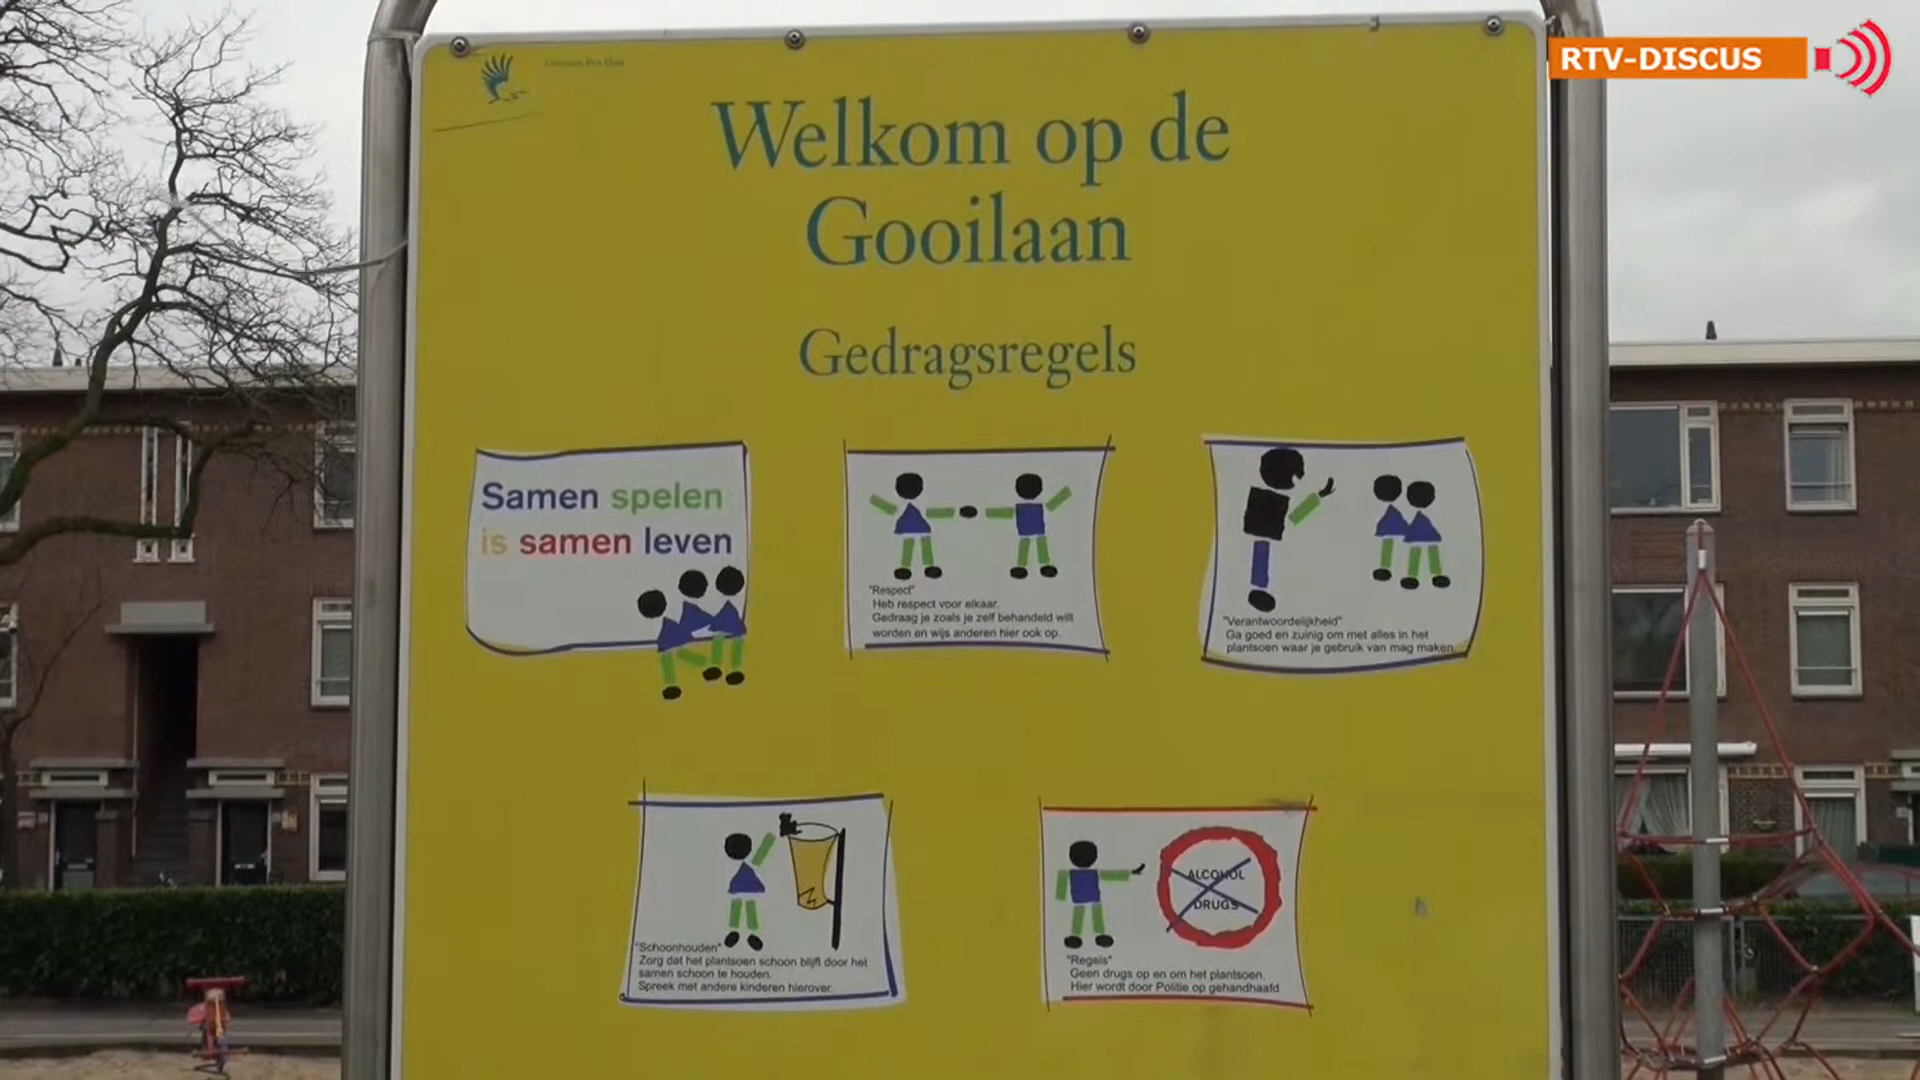 RTV-DISCUS
Welkom op de
Gooilaan
Gedragsregels
Samen spelen
is samen leven
"Respect"
Heb respect voor elkaar.
Gedraag je zoals je zelf behandeld wilt
worden en wijs anderen hier ook op.
"Verantwoordelijkheid"
Ga goed en zuinig om met alles in het
plantsoen waar je gebruik van mag maken.
"Schoonhouden"
Zorg dat het plantsoen schoon blijft door het
samen schoon te houden.
Spreek met andere kinderen hierover.
ALCOHOL
DRUGS
"Regels"
Geen drugs op en om het plantsoen.
Hier wordt door Politie op gehandhaafd